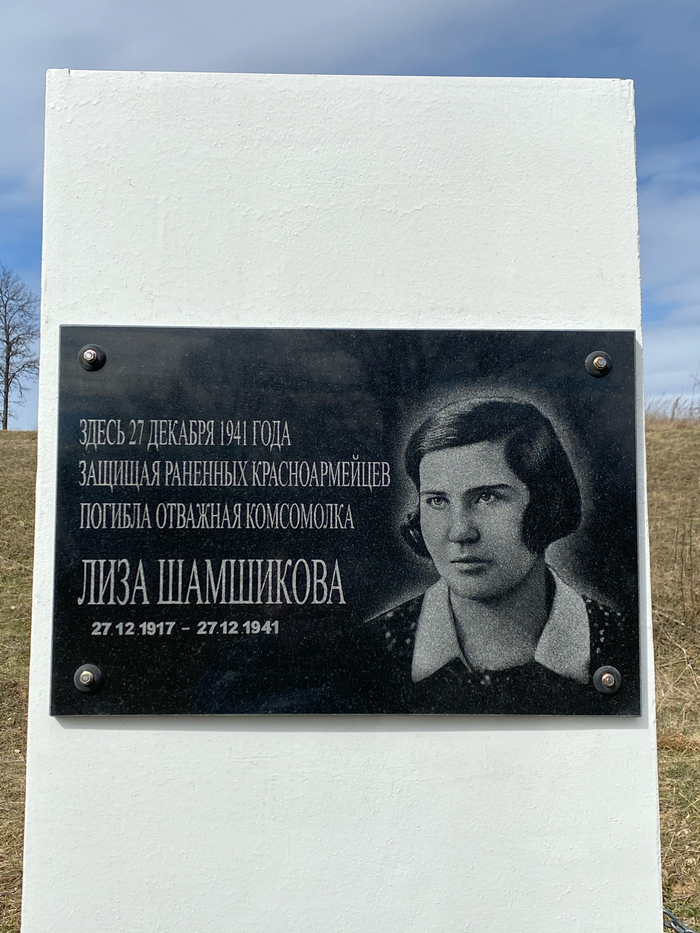 ЗДЕСЬ 27 ДЕКАБРЯ 1941 ГОДА
ЗАЩИЩАЯ РАНЕННЫХ КРАСНОАРМЕЙЦЕВ
ПОГИБЛА ОТВАЖНАЯ КОМСОМОЛКА
ЛИЗА ШАМШИКОВА
27.12.1917 - 27.12.1941